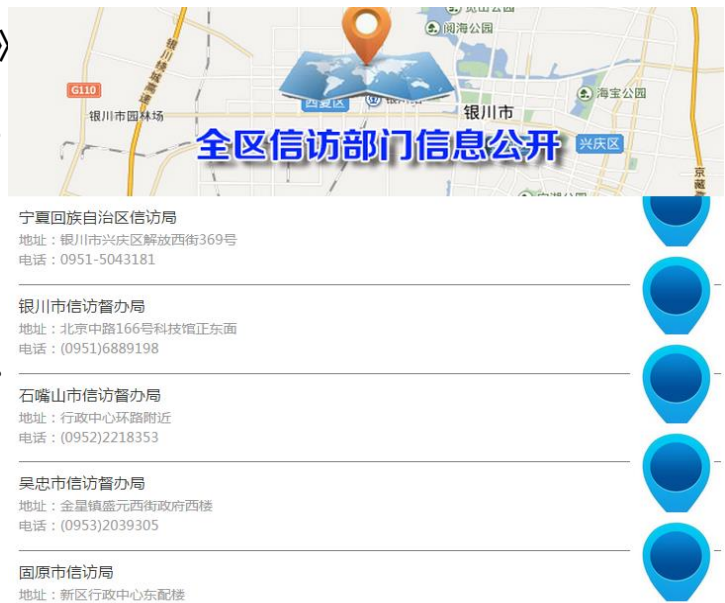 》
阅海公园
G110
银川绕城高速
海宝公园
银川市园林场
西夏区
银川市
全区信访部门信息公开
兴庆区
京藏
宁夏回族自治区信访局
地址：银川市兴庆区解放西街369号
电话：0951-5043181
银川市信访督办局
地址：北京中路166号科技馆正东面
电话：(0951)6889198
石嘴山市信访督办局
地址：行政中心环路附近
电话：(0952)2218353
吴忠市信访督办局
地址：金星镇盛元西街政府西楼
电话：(0953)2039305
固原市信访局
地址：新区行政中心东配楼